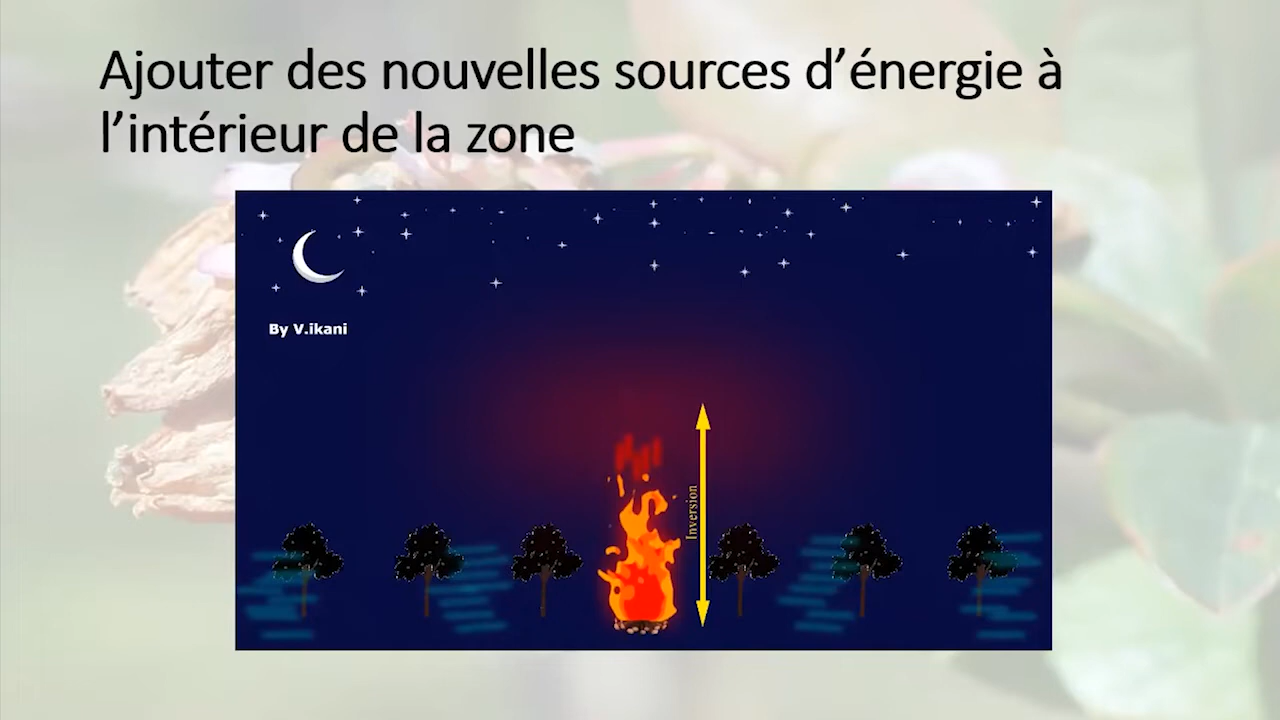 Ajouter des nouvelles sources d’énergie à
l’intérieur de la zone
By V.ikani
Inversion